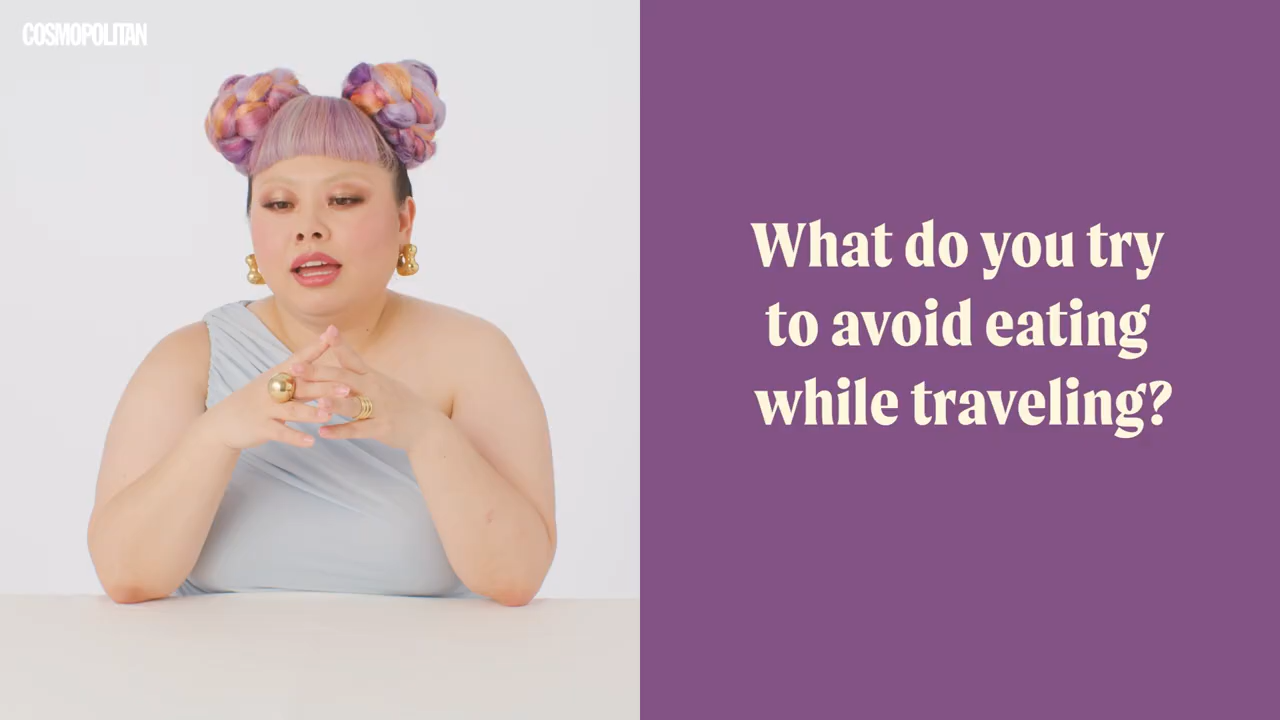 COSMOPOLITAN
What do you try
to avoid eating
while traveling?